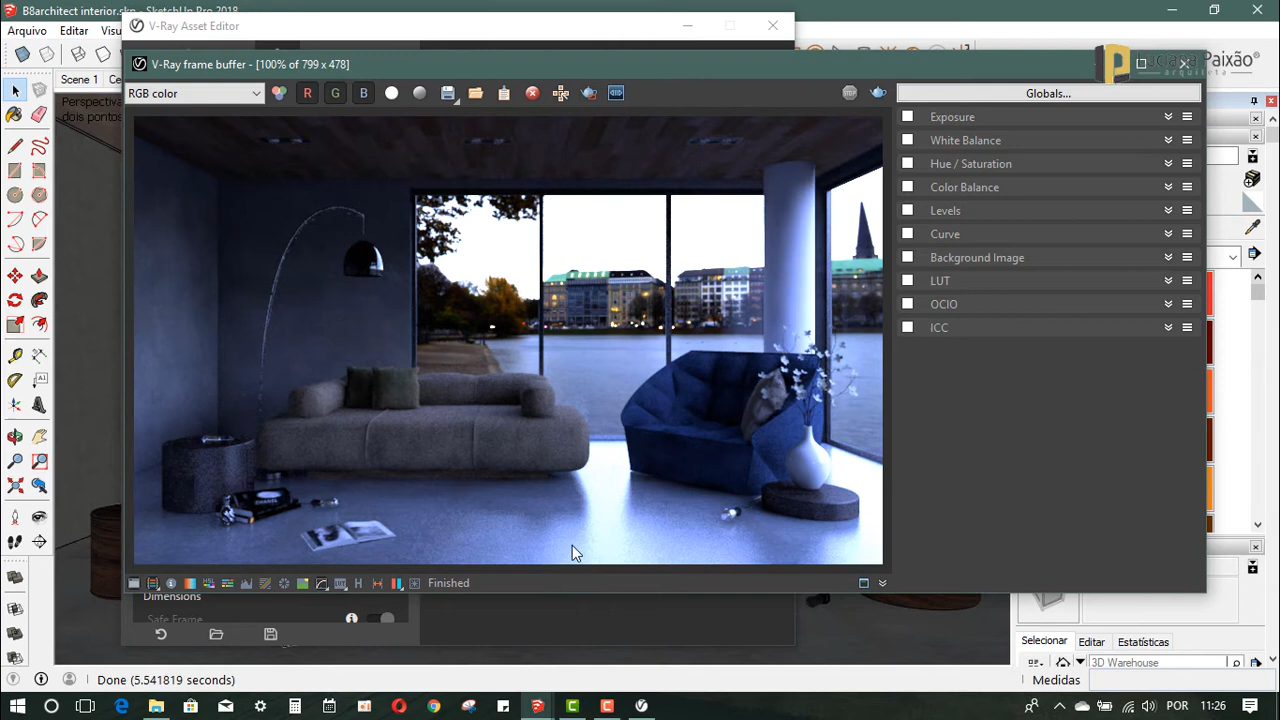 B8architect interior.skp - SketchUp Pro 2018
V-Ray Asset Editor
Arquivo Editar
V-Ray frame buffer - [100% of 799 x 478]
Luciana Paixão
arquiteta
Scene 1
RGB color
R G B
STOP
Globals...
Perspectiva
dois pontos
Exposure
White Balance
Hue / Saturation
Color Balance
Levels
Curve
Background Image
LUT
OCIO
ICC
Finished
Dimensions
Safe Frame
Selecionar Editar Estatísticas
3D Warehouse
Done (5.541819 seconds)
Medidas
POR 11:26